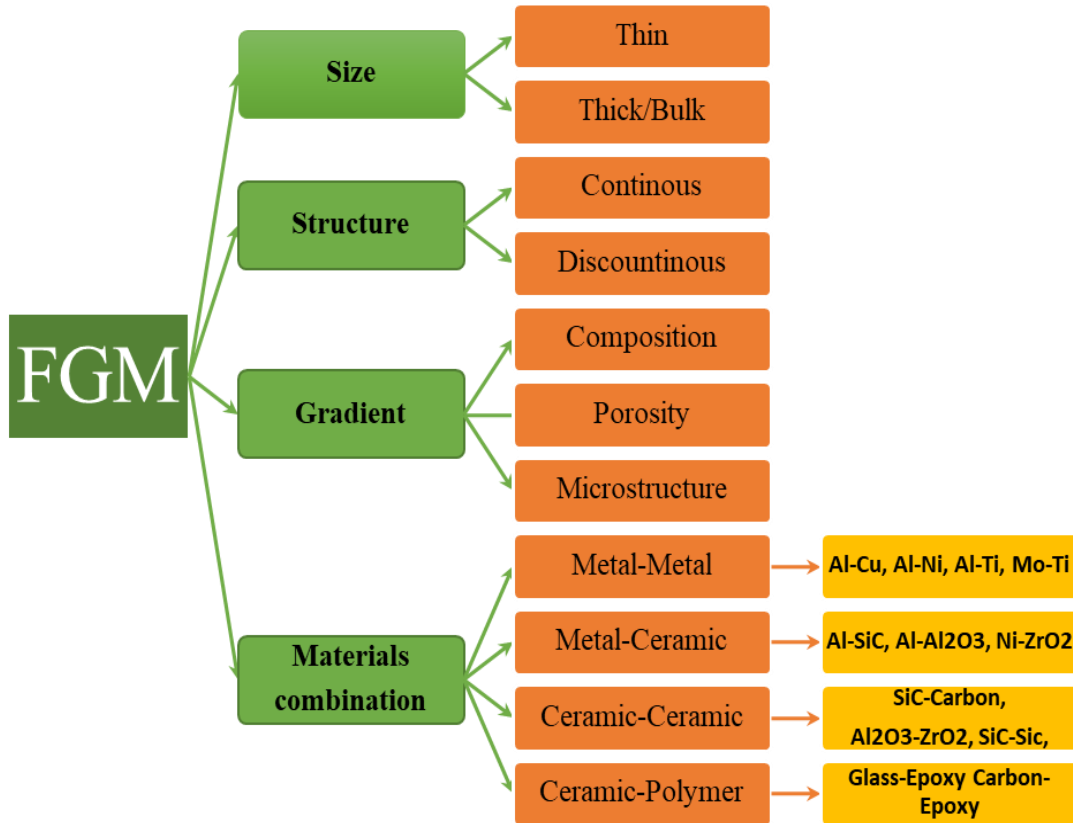 FGM
Size
Thin
Thick/Bulk
Structure
Continous
Discountinous
Gradient
Composition
Porosity
Microstructure
Materials
combination
Metal-Metal
Al-Cu, Al-Ni, Al-Ti, Mo-Ti
Metal-Ceramic
Al-SiC, Al-Al2O3, Ni-ZrO2
Ceramic-Ceramic
SiC-Carbon,
Al2O3-ZrO2, SiC-Sic,
Ceramic-Polymer
Glass-Epoxy Carbon-
Epoxy